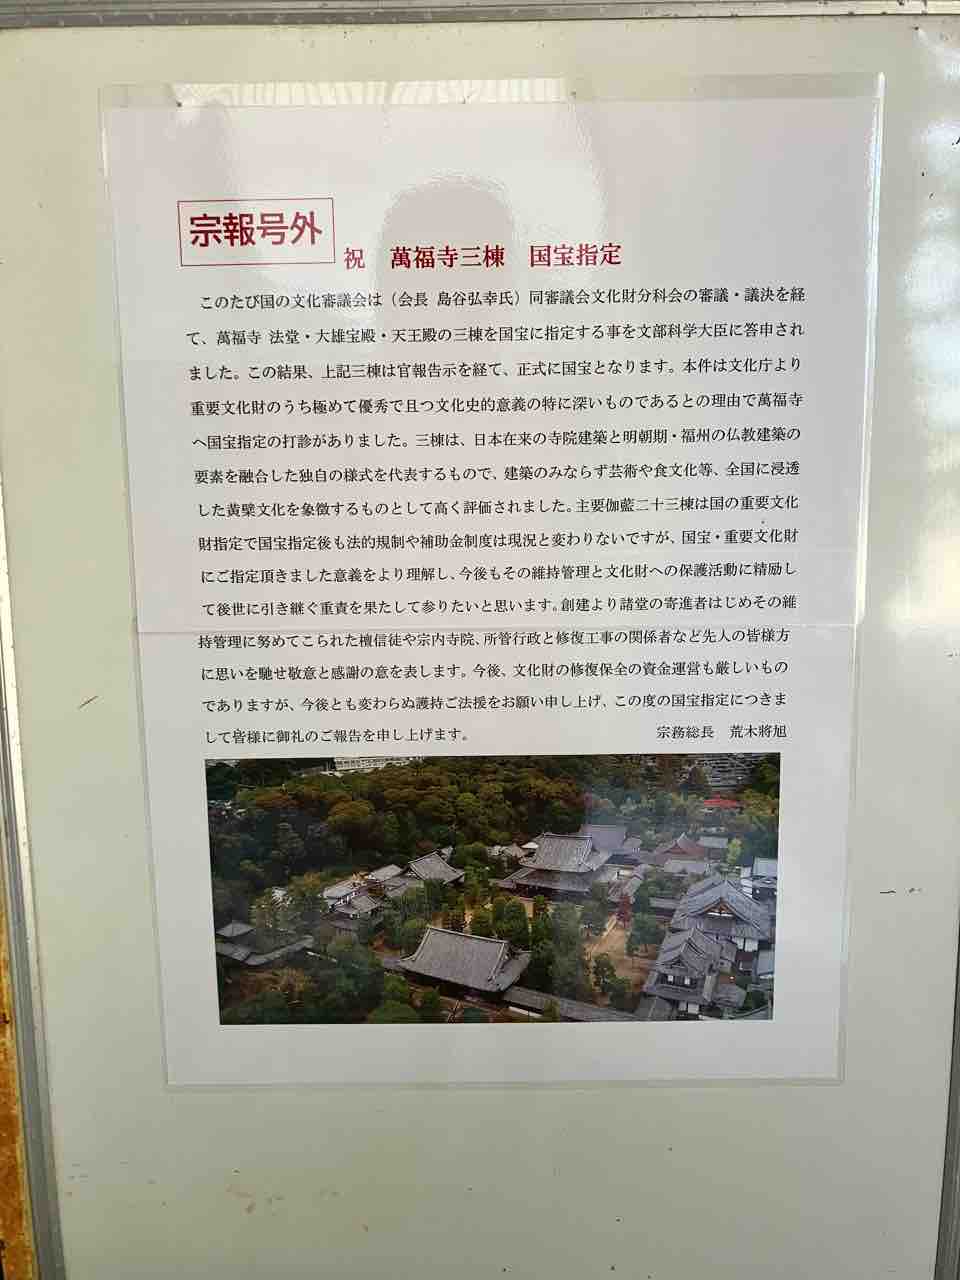 宗報号外
祝　萬福寺三棟　国宝指定
このたび国の文化審議会は（会長 島谷弘幸氏）同審議会文化財分科会の審議・議決を経
て、萬福寺 法堂・大雄宝殿・天王殿の三棟を国宝に指定する事を文部科学大臣に答申され
ました。この結果、上記三棟は官報告示を経て、正式に国宝となります。本件は文化庁より
重要文化財のうち極めて優秀で且つ文化史的意義の特に深いものであるとの理由で萬福寺
へ国宝指定の打診がありました。三棟は、日本在来の寺院建築と明朝期・福州の仏教建築の
要素を融合した独自の様式を代表するもので、建築のみならず芸術や食文化等、全国に浸透
した黄檗文化を象徴するものとして高く評価されました。主要伽藍二十三棟は国の重要文化
財指定で国宝指定後も法的規制や補助金制度は現況と変わりないですが、国宝・重要文化財
にご指定頂きました意義をより理解し、今後もその維持管理と文化財への保護活動に精励し
て後世に引き継ぐ重責を果たして参りたいと思います。創建より諸堂の寄進者はじめその維
持管理に努めてこられた檀信徒や宗内寺院、所管行政と修復工事の関係者など先人の皆様方
に思いを馳せ敬意と感謝の意を表します。今後、文化財の修復保全の資金運営も厳しいもの
でありますが、今後とも変わらぬ護持ご法援をお願い申し上げ、この度の国宝指定につきま
して皆様に御礼のご報告を申し上げます。　宗務総長　荒木將旭